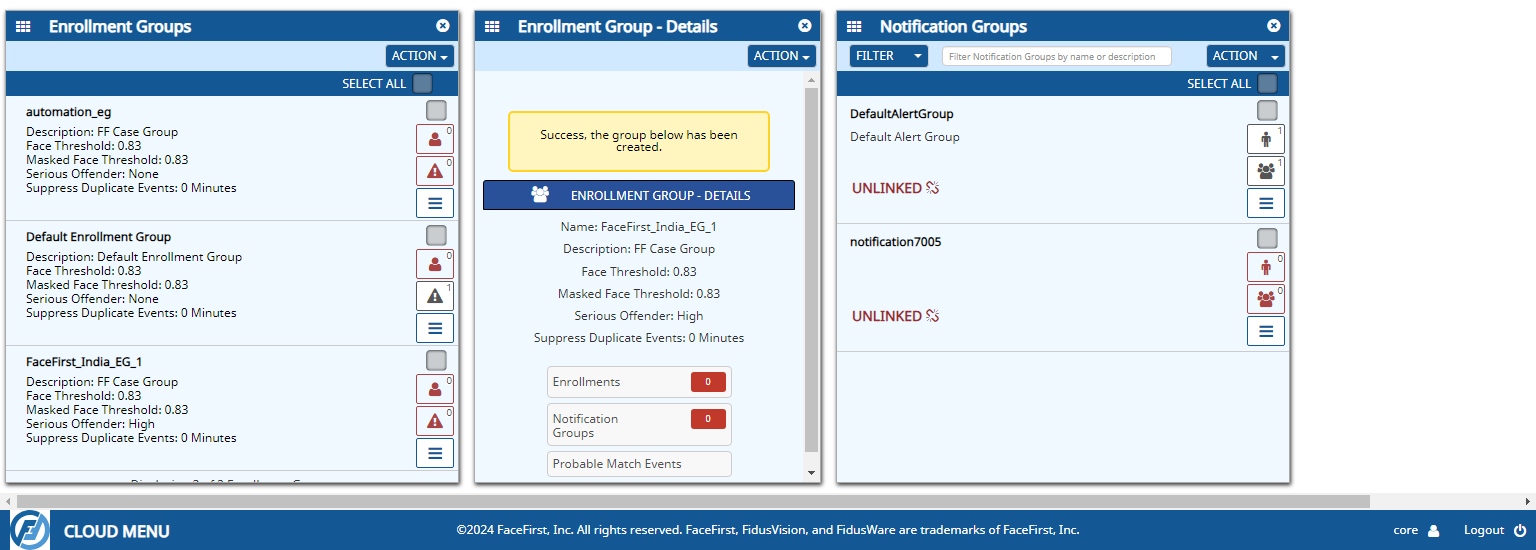 Enrollment Groups
ACTION
SELECT ALL
automation_eg
Description: FF Case Group
Face Threshold: 0.83
Masked Face Threshold: 0.83
Serious Offender: None
Suppress Duplicate Events: 0 Minutes
0
0
Default Enrollment Group
Description: Default Enrollment Group
Face Threshold: 0.83
Masked Face Threshold: 0.83
Serious Offender: None
Suppress Duplicate Events: 0 Minutes
0
1
FaceFirst_India_EG_1
Description: FF Case Group
Face Threshold: 0.83
Masked Face Threshold: 0.83
Serious Offender: High
Suppress Duplicate Events: 0 Minutes
0
0
Enrollment Group - Details
ACTION
Success, the group below has been
created.
ENROLLMENT GROUP - DETAILS
Name: FaceFirst_India_EG_1
Description: FF Case Group
Face Threshold: 0.83
Masked Face Threshold: 0.83
Serious Offender: High
Suppress Duplicate Events: 0 Minutes
Enrollments 0
Notification
Groups 0
Probable Match Events
Notification Groups
FILTER
Filter Notification Groups by name or description
ACTION
SELECT ALL
DefaultAlertGroup
Default Alert Group
UNLINKED
1
1
notification7005
UNLINKED
0
0
CLOUD MENU
©2024 FaceFirst, Inc. All rights reserved. FaceFirst, FidusVision, and FidusWare are trademarks of FaceFirst, Inc.
core
Logout